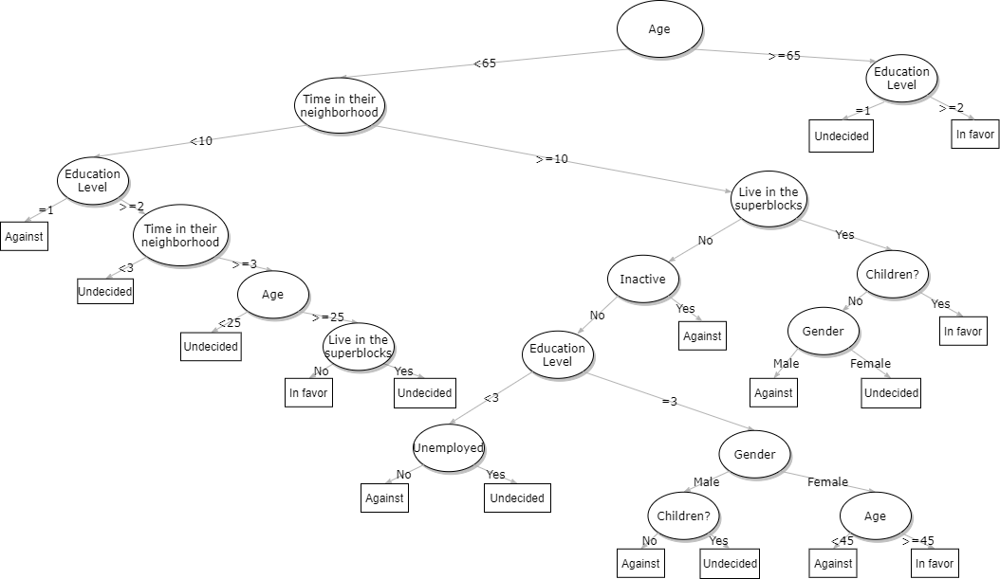 Age
<65
>=65
Education
Level
Time in their
neighborhood
=1
>=2
Undecided
In favor
<10
>=10
Education
Level
Live in the
superblocks
=1
>=2
Against
Time in their
neighborhood
No
Yes
<3
>=3
Inactive
Children?
Undecided
Age
No
Yes
No
Yes
<25
>=25
Against
Gender
In favor
Undecided
Live in the
superblocks
Education
Level
Male
Female
No
Yes
In favor
Undecided
<3
=3
Against
Undecided
Unemployed
Gender
No
Yes
Male
Female
Against
Undecided
Children?
Age
No
Yes
<45
>=45
Against
Undecided
Against
In favor